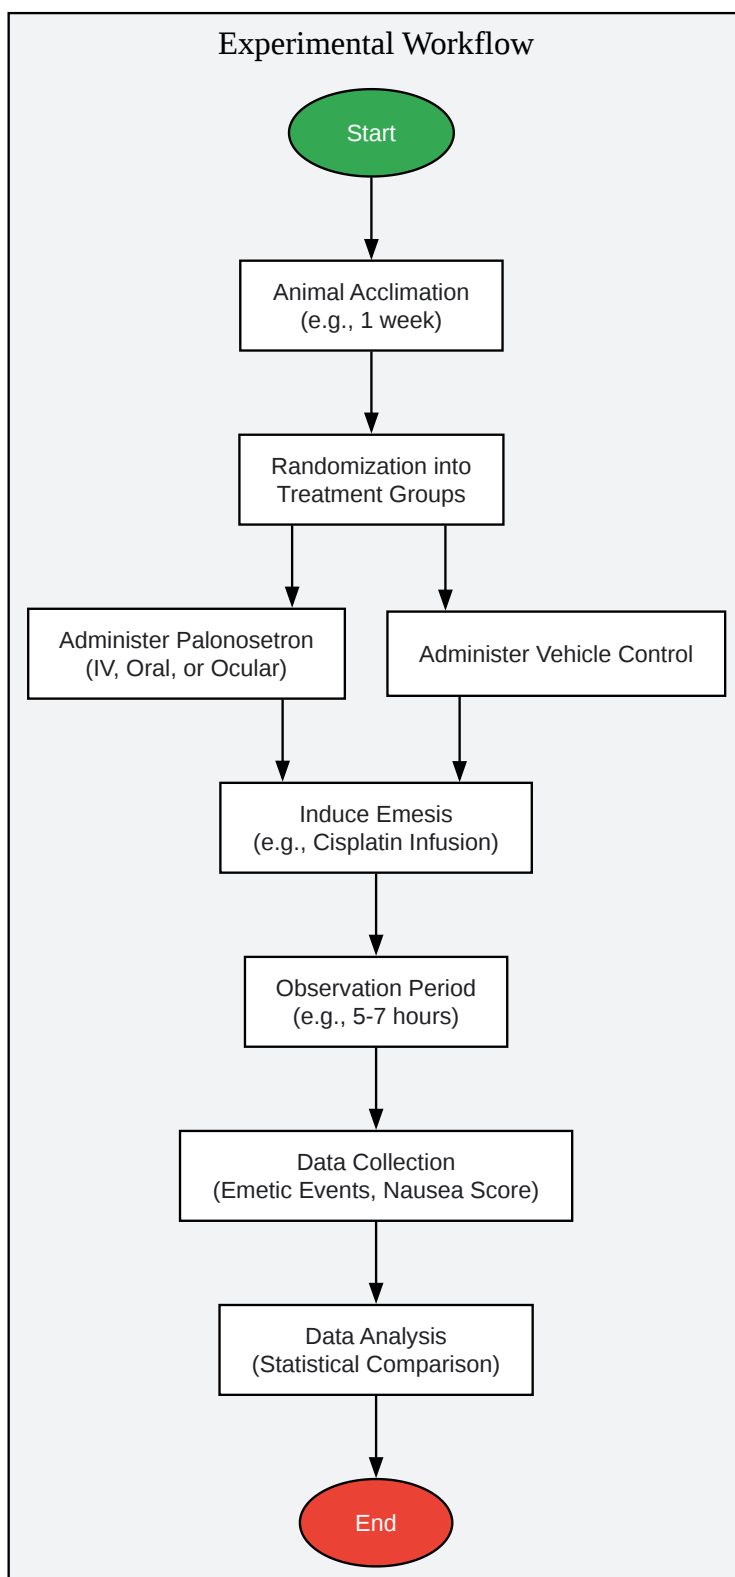 Experimental Workflow
Start
Animal Acclimation
(e.g., 1 week)
Randomization into
Treatment Groups
Administer Palonosetron
(IV, Oral, or Ocular)
Administer Vehicle Control
Induce Emesis
(e.g., Cisplatin Infusion)
Observation Period
(e.g., 5-7 hours)
Data Collection
(Emetic Events, Nausea Score)
Data Analysis
(Statistical Comparison)
End